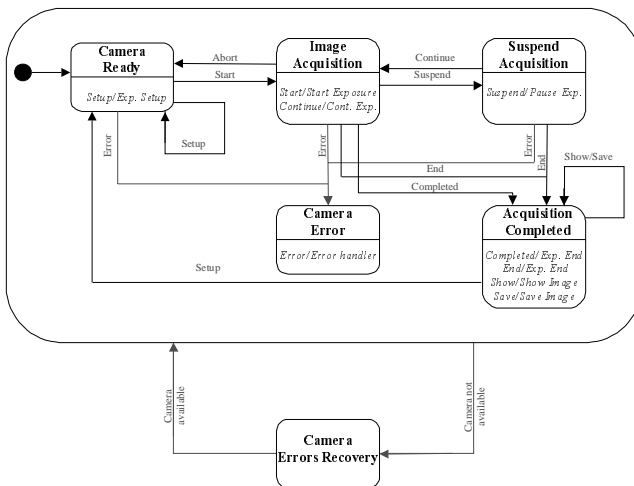 Camera
Ready
Setup/Exp. Setup
Abort
Start
Image
Acquisition
Start/Start Exposure
Continue/Cont. Exp.
Continue
Suspend
Suspend
Acquisition
Suspend/Pause Exp.
Error
Setup
Error
Error
End
End
Completed
Show/Save
Camera
Error
Error/Error handler
Acquisition
Completed
Completed/Exp. End
End/Exp. End
Show/Show Image
Save/Save Image
Setup
Camera
available
Camera not
available
Camera
Errors Recovery